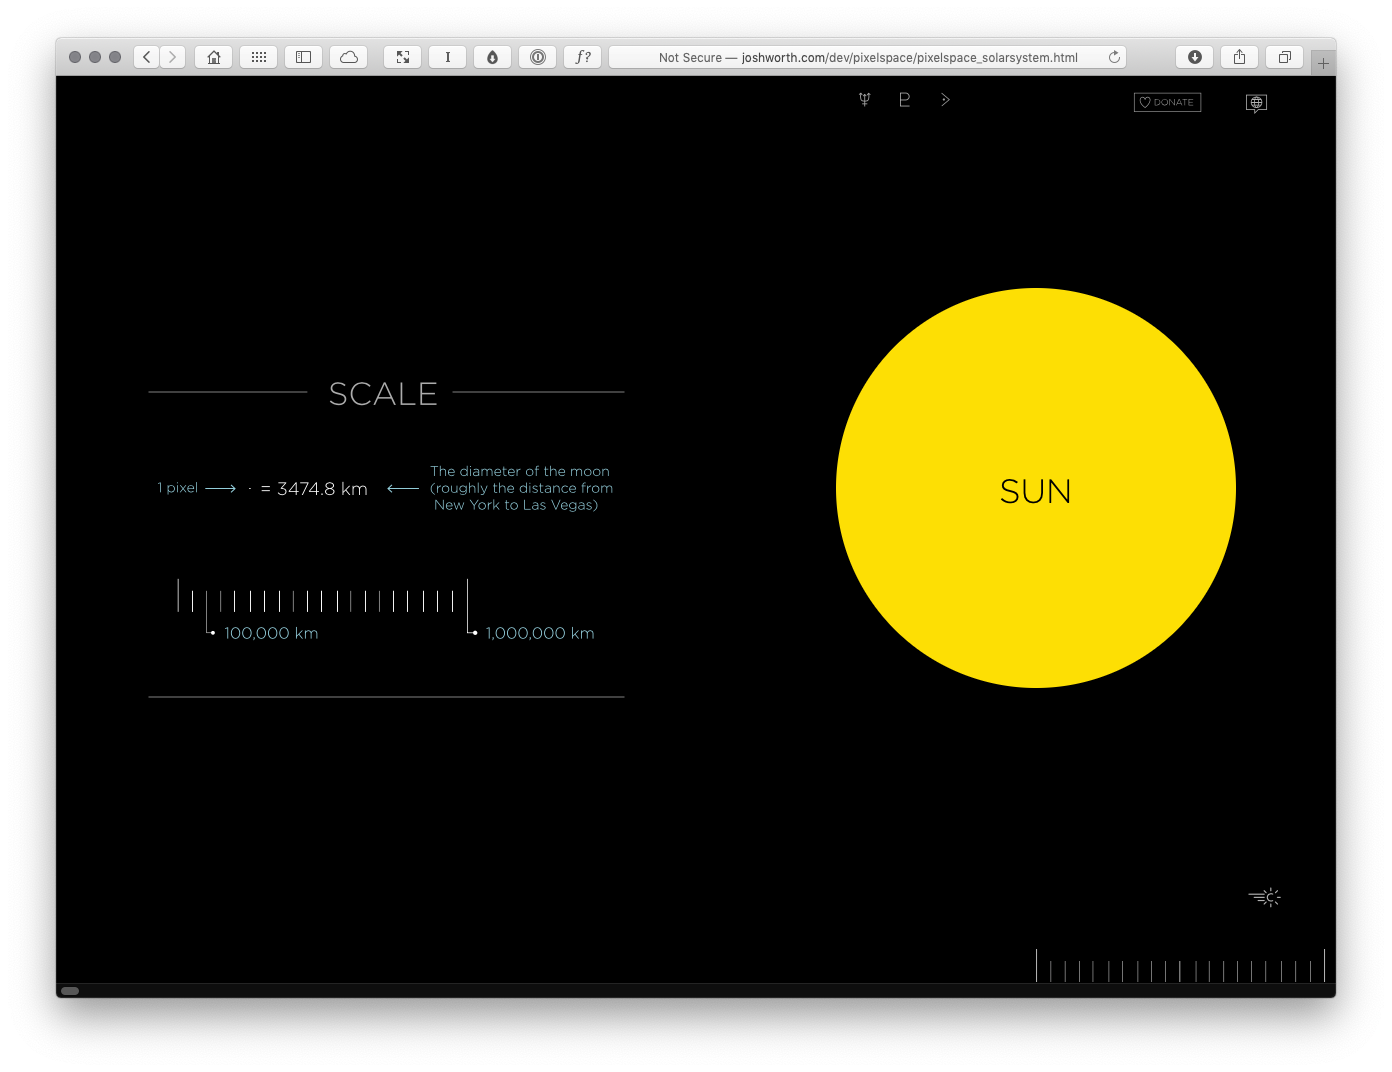 Not Secure — joshworth.com/dev/pixelspace/pixelspace_solarsystem.html
DONATE
SCALE
1 pixel
= 3474.8 km
The diameter of the moon
(roughly the distance from
New York to Las Vegas)
100,000 km
1,000,000 km
SUN